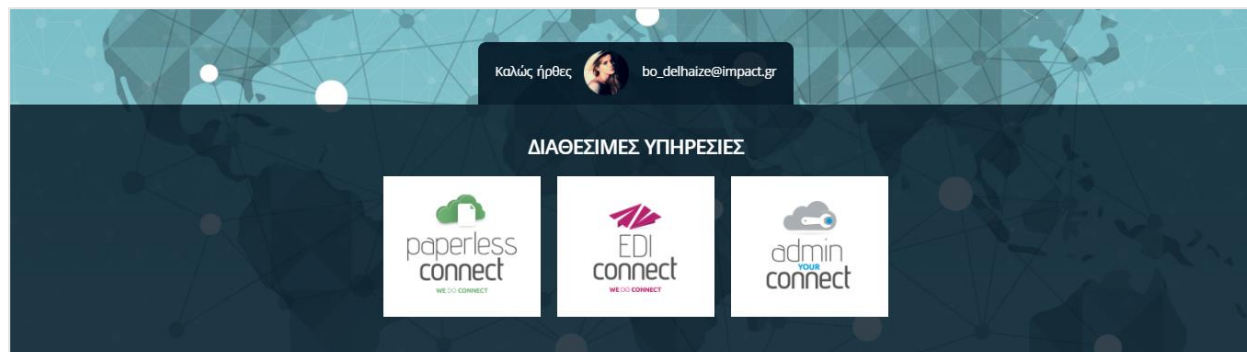 Καλώς ήρθες bo_delhaize@impact.gr
ΔΙΑΘΕΣΙΜΕΣ ΥΠΗΡΕΣΙΕΣ
paperless
connect
WE DO CONNECT
EDI
connect
WE DO CONNECT
admin
YOUR
connect